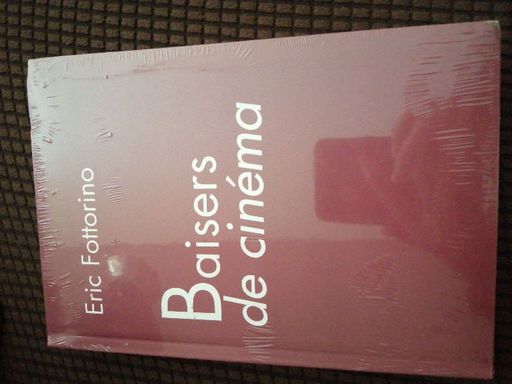 Eric Fottorino
Baisers
de cinéma